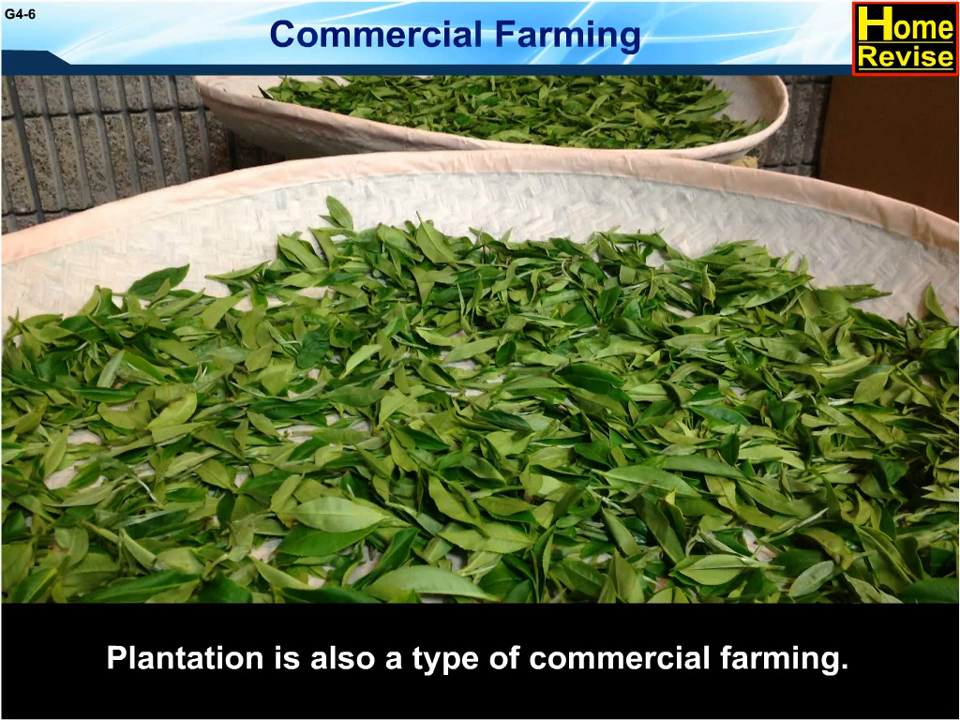 G4-6
Commercial Farming
Home
Revise
Plantation is also a type of commercial farming.